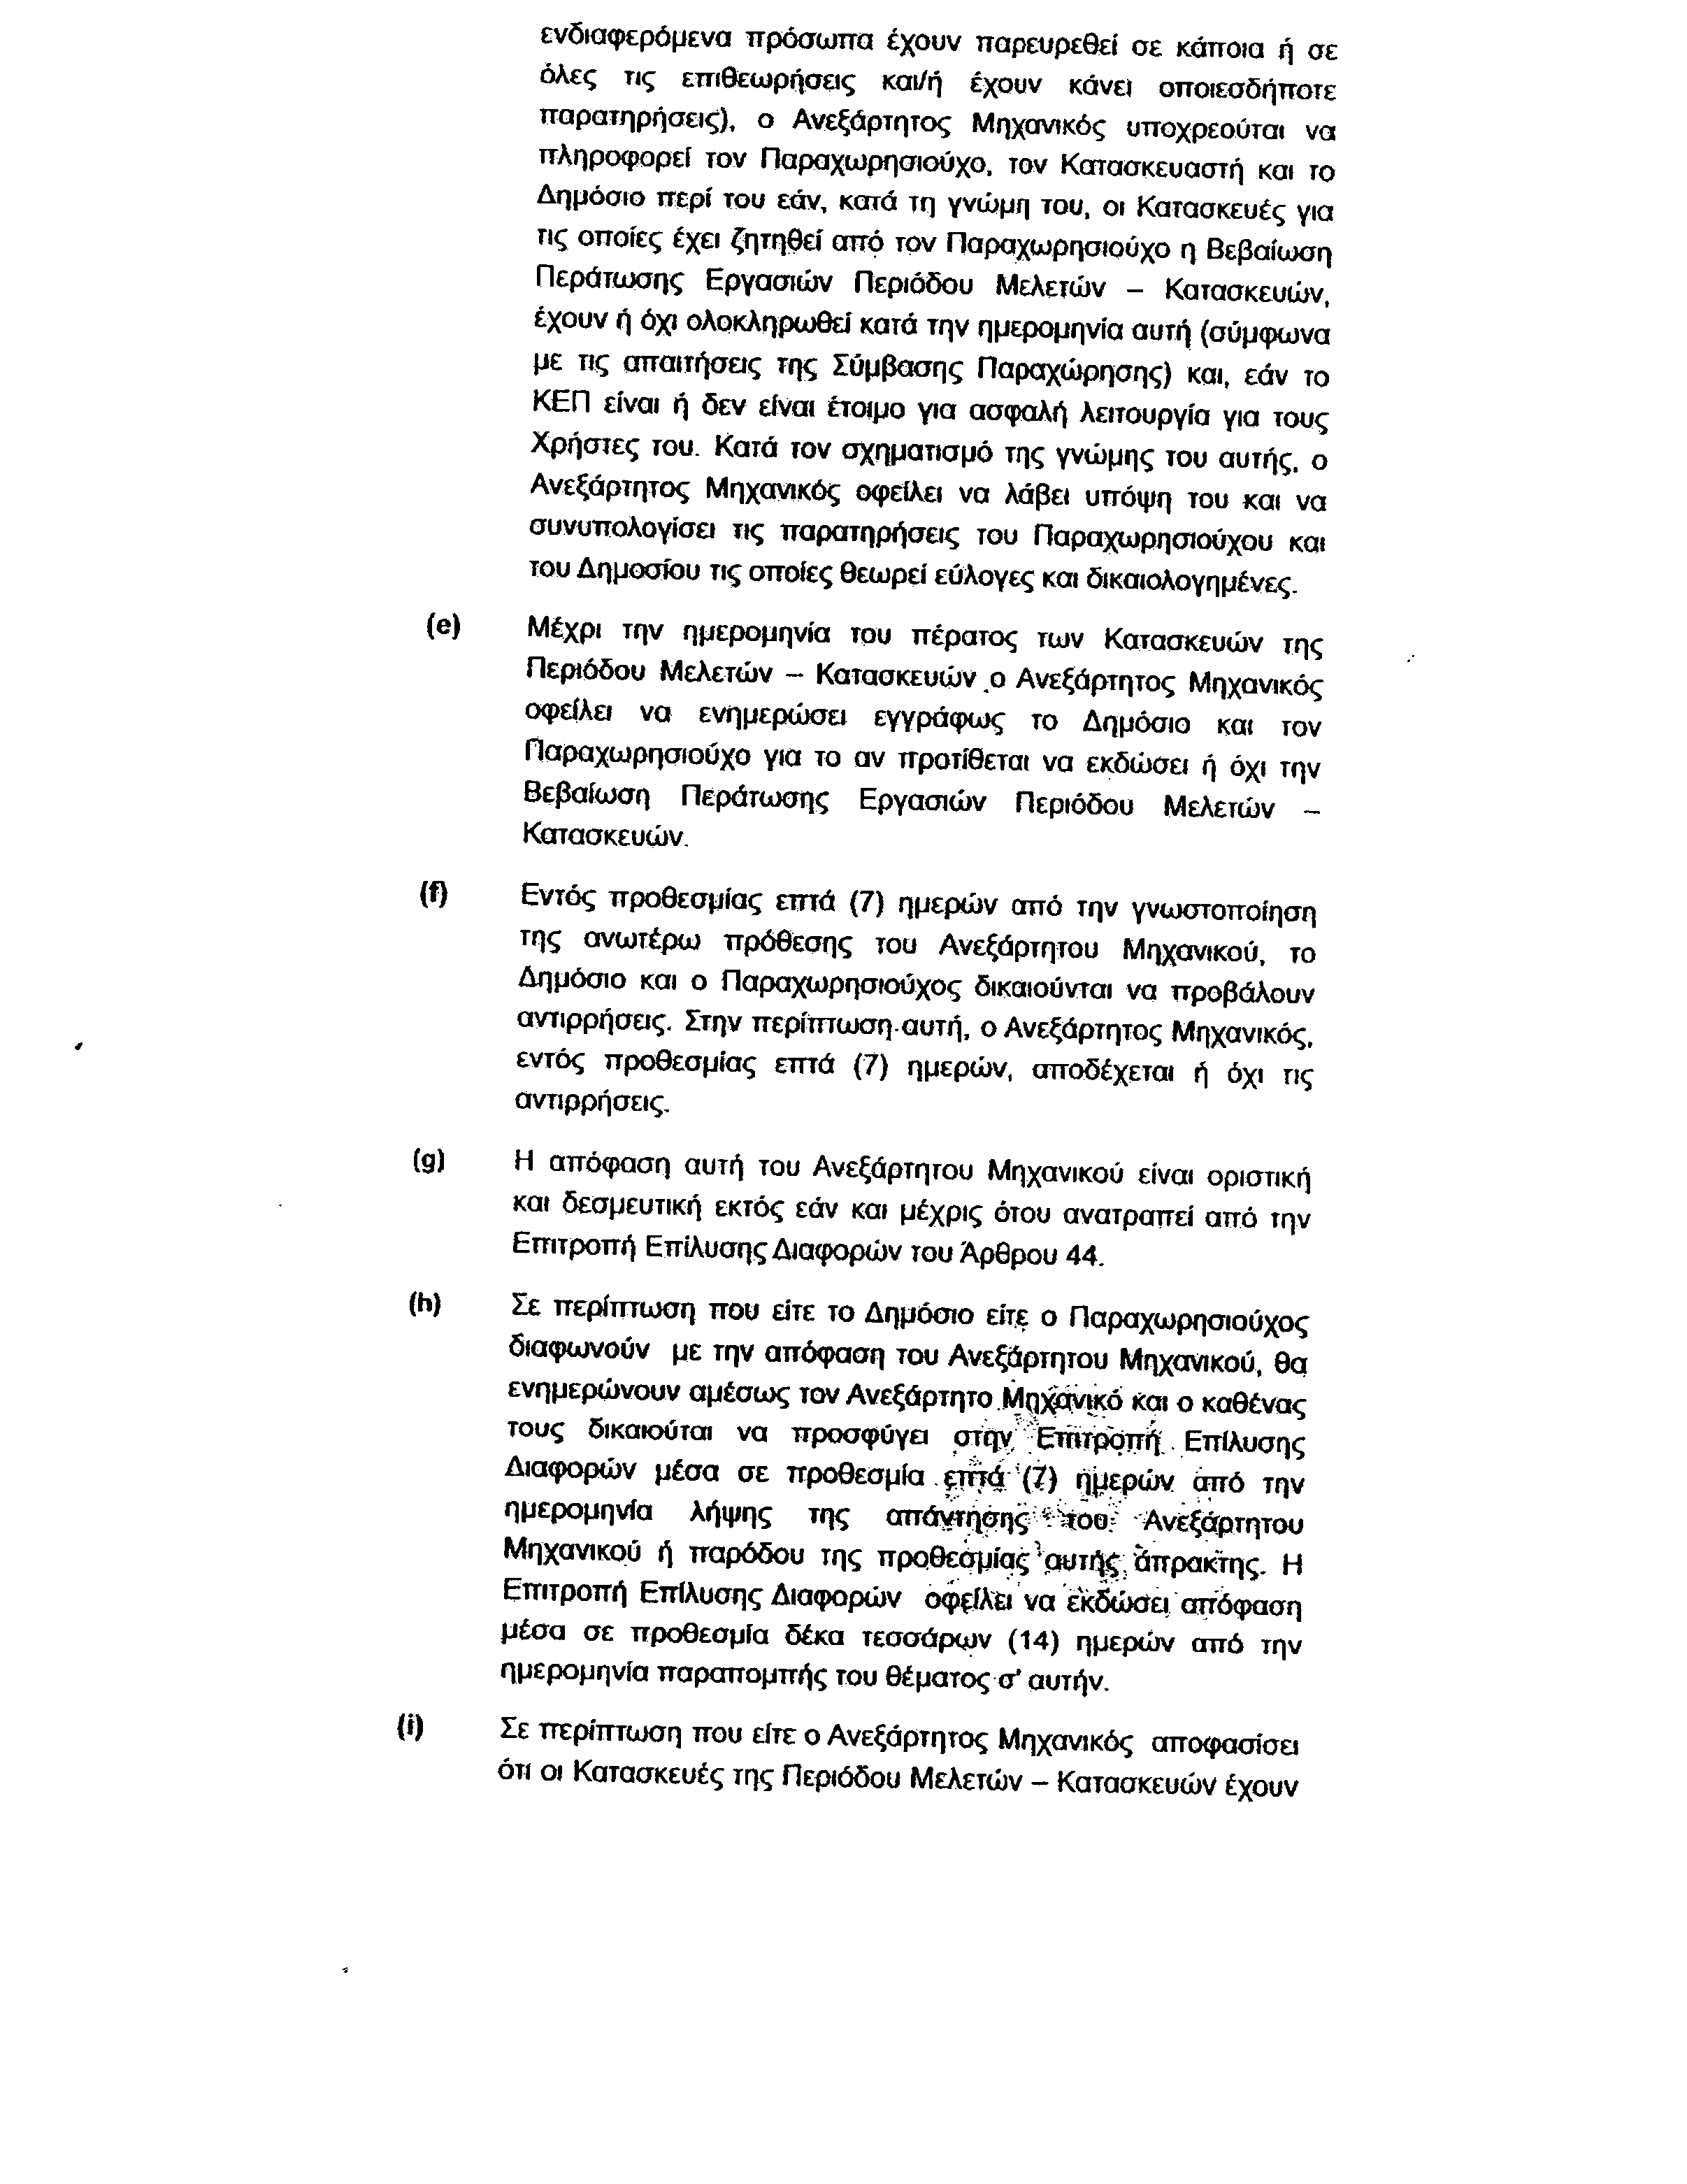 ενδιαφερόμενα πρόσωπα έχουν παρευρεθεί σε κάποια ή σε
όλες τις επιθεωρήσεις και/ή έχουν κάνει οποιεσδήποτε
παρατηρήσεις), ο Ανεξάρτητος Μηχανικός υποχρεούται να
πληροφορεί τον Παραχωρησιούχο, τον Κατασκευαστή και το
Δημόσιο περί του εάν, κατά τη γνώμη του, οι Κατασκευές για
τις οποίες έχει ζητηθεί από τον Παραχωρησιούχο η Βεβαίωση
Περάτωσης Εργασιών Περιόδου Μελετών – Κατασκευών,
έχουν ή όχι ολοκληρωθεί κατά την ημερομηνία αυτή (σύμφωνα
με τις απαιτήσεις της Σύμβασης Παραχώρησης) και, εάν το
ΚΕΠ είναι ή δεν είναι έτοιμο για ασφαλή λειτουργία για τους
Χρήστες του. Κατά τον σχηματισμό της γνώμης του αυτής, ο
Ανεξάρτητος Μηχανικός οφείλει να λάβει υπόψη του και να
συνυπολογίσει τις παρατηρήσεις του Παραχωρησιούχου και
του Δημοσίου τις οποίες θεωρεί εύλογες και δικαιολογημένες.
(e) Μέχρι την ημερομηνία του πέρατος των Κατασκευών της
Περιόδου Μελετών – Κατασκευών ο Ανεξάρτητος Μηχανικός
οφείλει να ενημερώσει εγγράφως το Δημόσιο και τον
Παραχωρησιούχο για το αν προτίθεται να εκδώσει ή όχι την
Βεβαίωση Περάτωσης Εργασιών Περιόδου Μελετών –
Κατασκευών.
(f) Εντός προθεσμίας επτά (7) ημερών από την γνωστοποίηση
της ανωτέρω πρόθεσης του Ανεξάρτητου Μηχανικού, το
Δημόσιο και ο Παραχωρησιούχος δικαιούνται να προβάλουν
αντιρρήσεις. Στην περίπτωση αυτή, ο Ανεξάρτητος Μηχανικός,
εντός προθεσμίας επτά (7) ημερών, αποδέχεται ή όχι τις
αντιρρήσεις.
(g) Η απόφαση αυτή του Ανεξάρτητου Μηχανικού είναι οριστική
και δεσμευτική εκτός εάν και μέχρις ότου ανατραπεί από την
Επιτροπή Επίλυσης Διαφορών του Άρθρου 44.
(h) Σε περίπτωση που είτε το Δημόσιο είτε ο Παραχωρησιούχος
διαφωνούν με την απόφαση του Ανεξάρτητου Μηχανικού, θα
ενημερώνουν αμέσως τον Ανεξάρτητο Μηχανικό και ο καθένας
τους δικαιούται να προσφύγει στην Επιτροπή Επίλυσης
Διαφορών μέσα σε προθεσμία επτά (7) ημερών από την
ημερομηνία λήψης της απάντησης του Ανεξάρτητου
Μηχανικού ή παρόδου της προθεσμίας αυτής άπρακτης. Η
Επιτροπή Επίλυσης Διαφορών οφείλει να εκδώσει απόφαση
μέσα σε προθεσμία δέκα τεσσάρων (14) ημερών από την
ημερομηνία παραπομπής του θέματος σ' αυτήν.
(i) Σε περίπτωση που είτε ο Ανεξάρτητος Μηχανικός αποφασίσει
ότι οι Κατασκευές της Περιόδου Μελετών – Κατασκευών έχουν